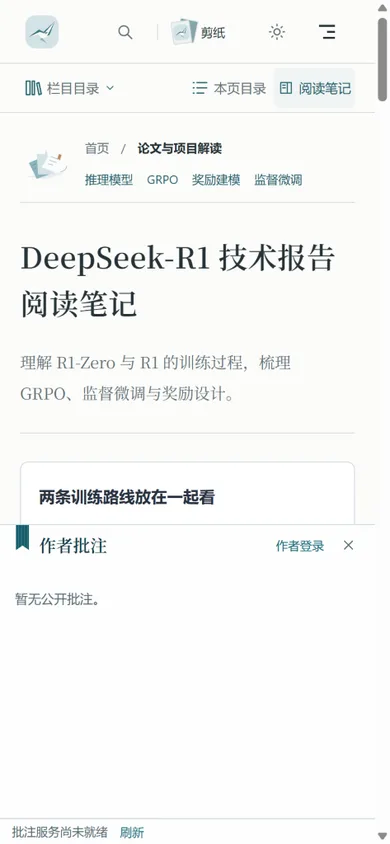 剪纸
栏目目录
本页目录
阅读笔记
首页 / 论文与项目解读
推理模型 GRPO 奖励建模 监督微调
DeepSeek-R1 技术报告
阅读笔记
理解 R1-Zero 与 R1 的训练过程，梳理
GRPO、监督微调与奖励设计。
两条训练路线放在一起看
作者批注
作者登录
暂无公开批注。
批注服务尚未就绪 刷新